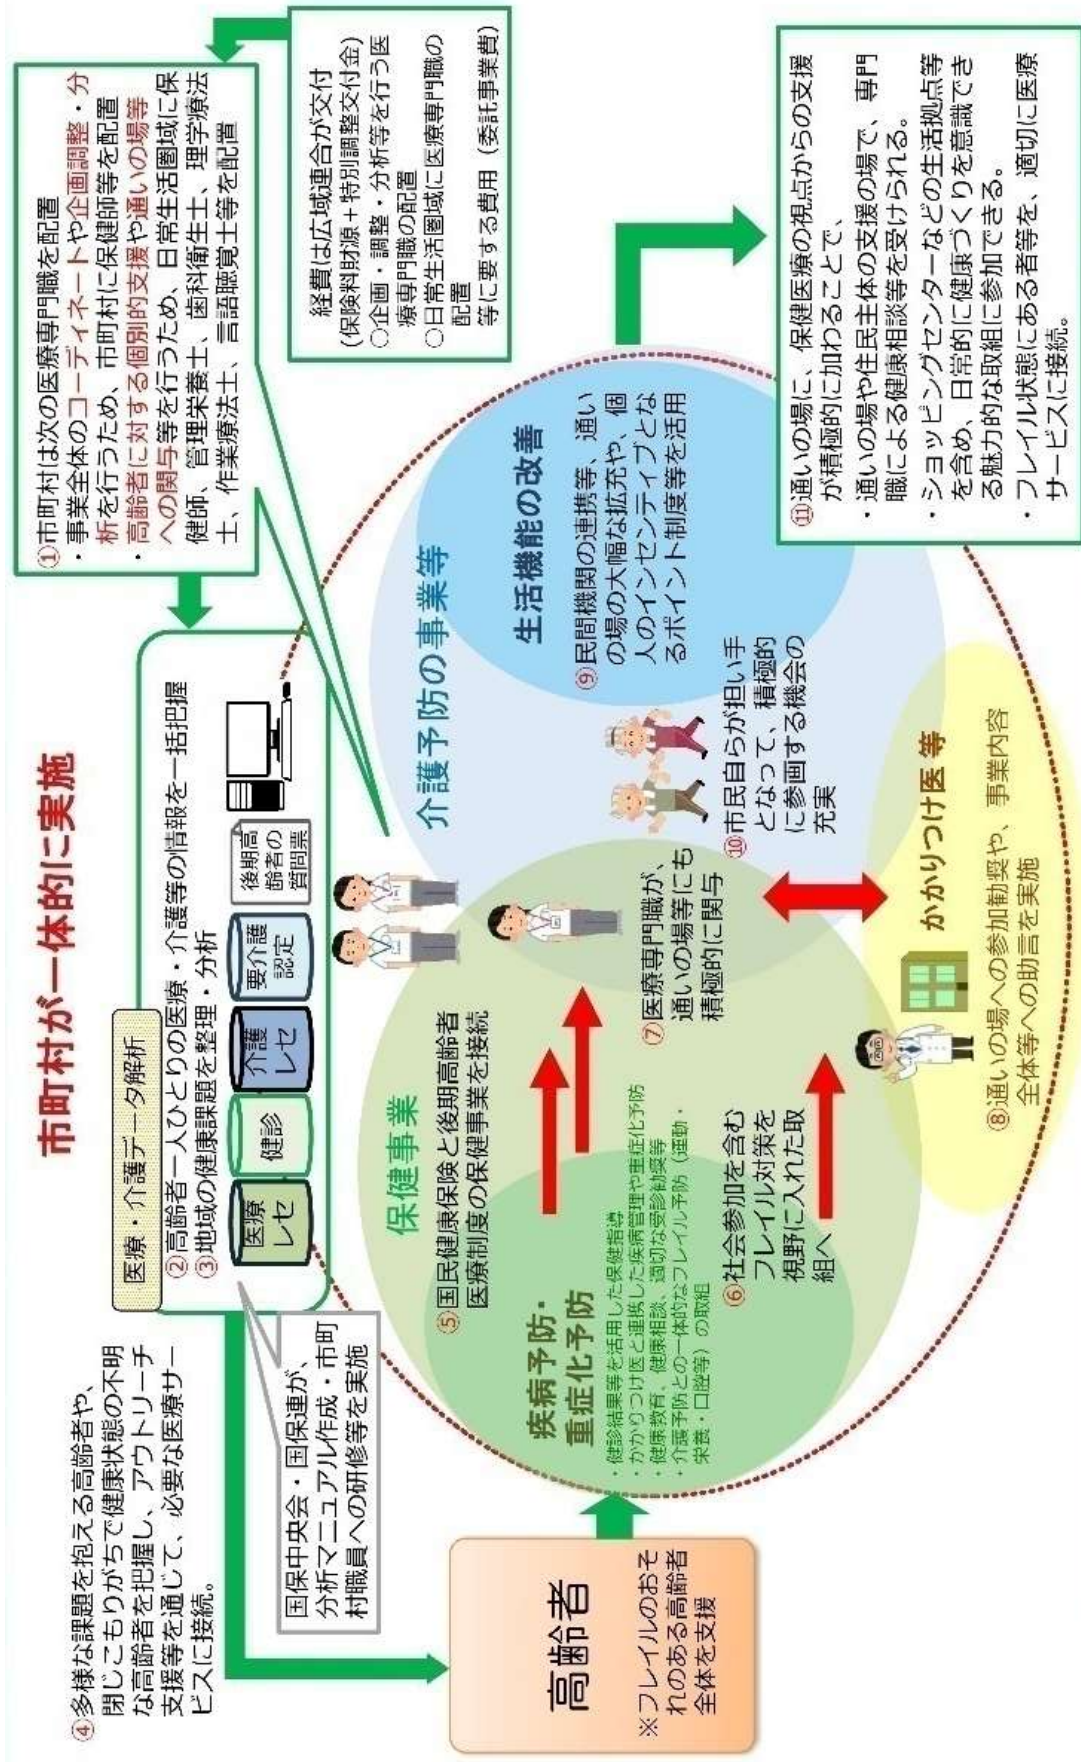 市町村が一体的に実施
④多様な課題を抱える高齢者や、
閉じこもりがちで健康状態の不明
な高齢者を把握し、アウトリーチ
支援等を通じて、必要な医療サー
ビスに接続。
医療・介護データ解析
②高齢者一人ひとりの医療・介護等の情報を一括把握
③地域の健康課題を整理・分析
医療
レセ
健診
介護
レセ
要介護
認定
後期高
齢者の
質問票
国保中央会・国保連が、
分析マニュアル作成・市町
村職員への研修等を実施
①市町村は次の医療専門職を配置
・事業全体のコーディネートや企画調整・分
析を行うため、市町村に保健師等を配置
・高齢者に対する個別的支援や通いの場等
への関与等を行うため、日常生活圏域に保
健師、管理栄養士、歯科衛生士、理学療法
士、作業療法士、言語聴覚士等を配置
経費は広域連合が交付
(保険料財源＋特別調整交付金)
○企画・調整・分析等を行う医
療専門職の配置
○日常生活圏域に医療専門職の
配置
等に要する費用（委託事業費）
高齢者
※フレイルのおそ
れのある高齢者
全体を支援
保健事業
⑤国民健康保険と後期高齢者
医療制度の保健事業を接続
疾病予防・
重症化予防
・健診結果等を活用した保健指導
・かかりつけ医と連携した疾病管理や重症化予防
・健康教育、健康相談、適切な受診勧奨等
・介護予防との一体的なフレイル予防（運動・
栄養・口腔等）の取組
⑥社会参加を含む
フレイル対策を
視野に入れた取
組へ
⑦医療専門職が、
通いの場等にも
積極的に関与
介護予防の事業等
生活機能の改善
⑨民間機関の連携等、通い
の場の大幅な拡充や、個
人のインセンティブとな
るポイント制度等を活用
⑩市民自らが担い手
となって、積極的
に参画する機会の
充実
かかりつけ医 等
⑧通いの場への参加勧奨や、事業内容
全体等への助言を実施
⑪通いの場に、保健医療の視点からの支援
が積極的に加わることで、
・通いの場や住民主体の支援の場で、専門
職による健康相談等を受けられる。
・ショッピングセンターなどの生活拠点等
を含め、日常的に健康づくりを意識でき
る魅力的な取組に参加できる。
・フレイル状態にある者等を、適切に医療
サービスに接続。